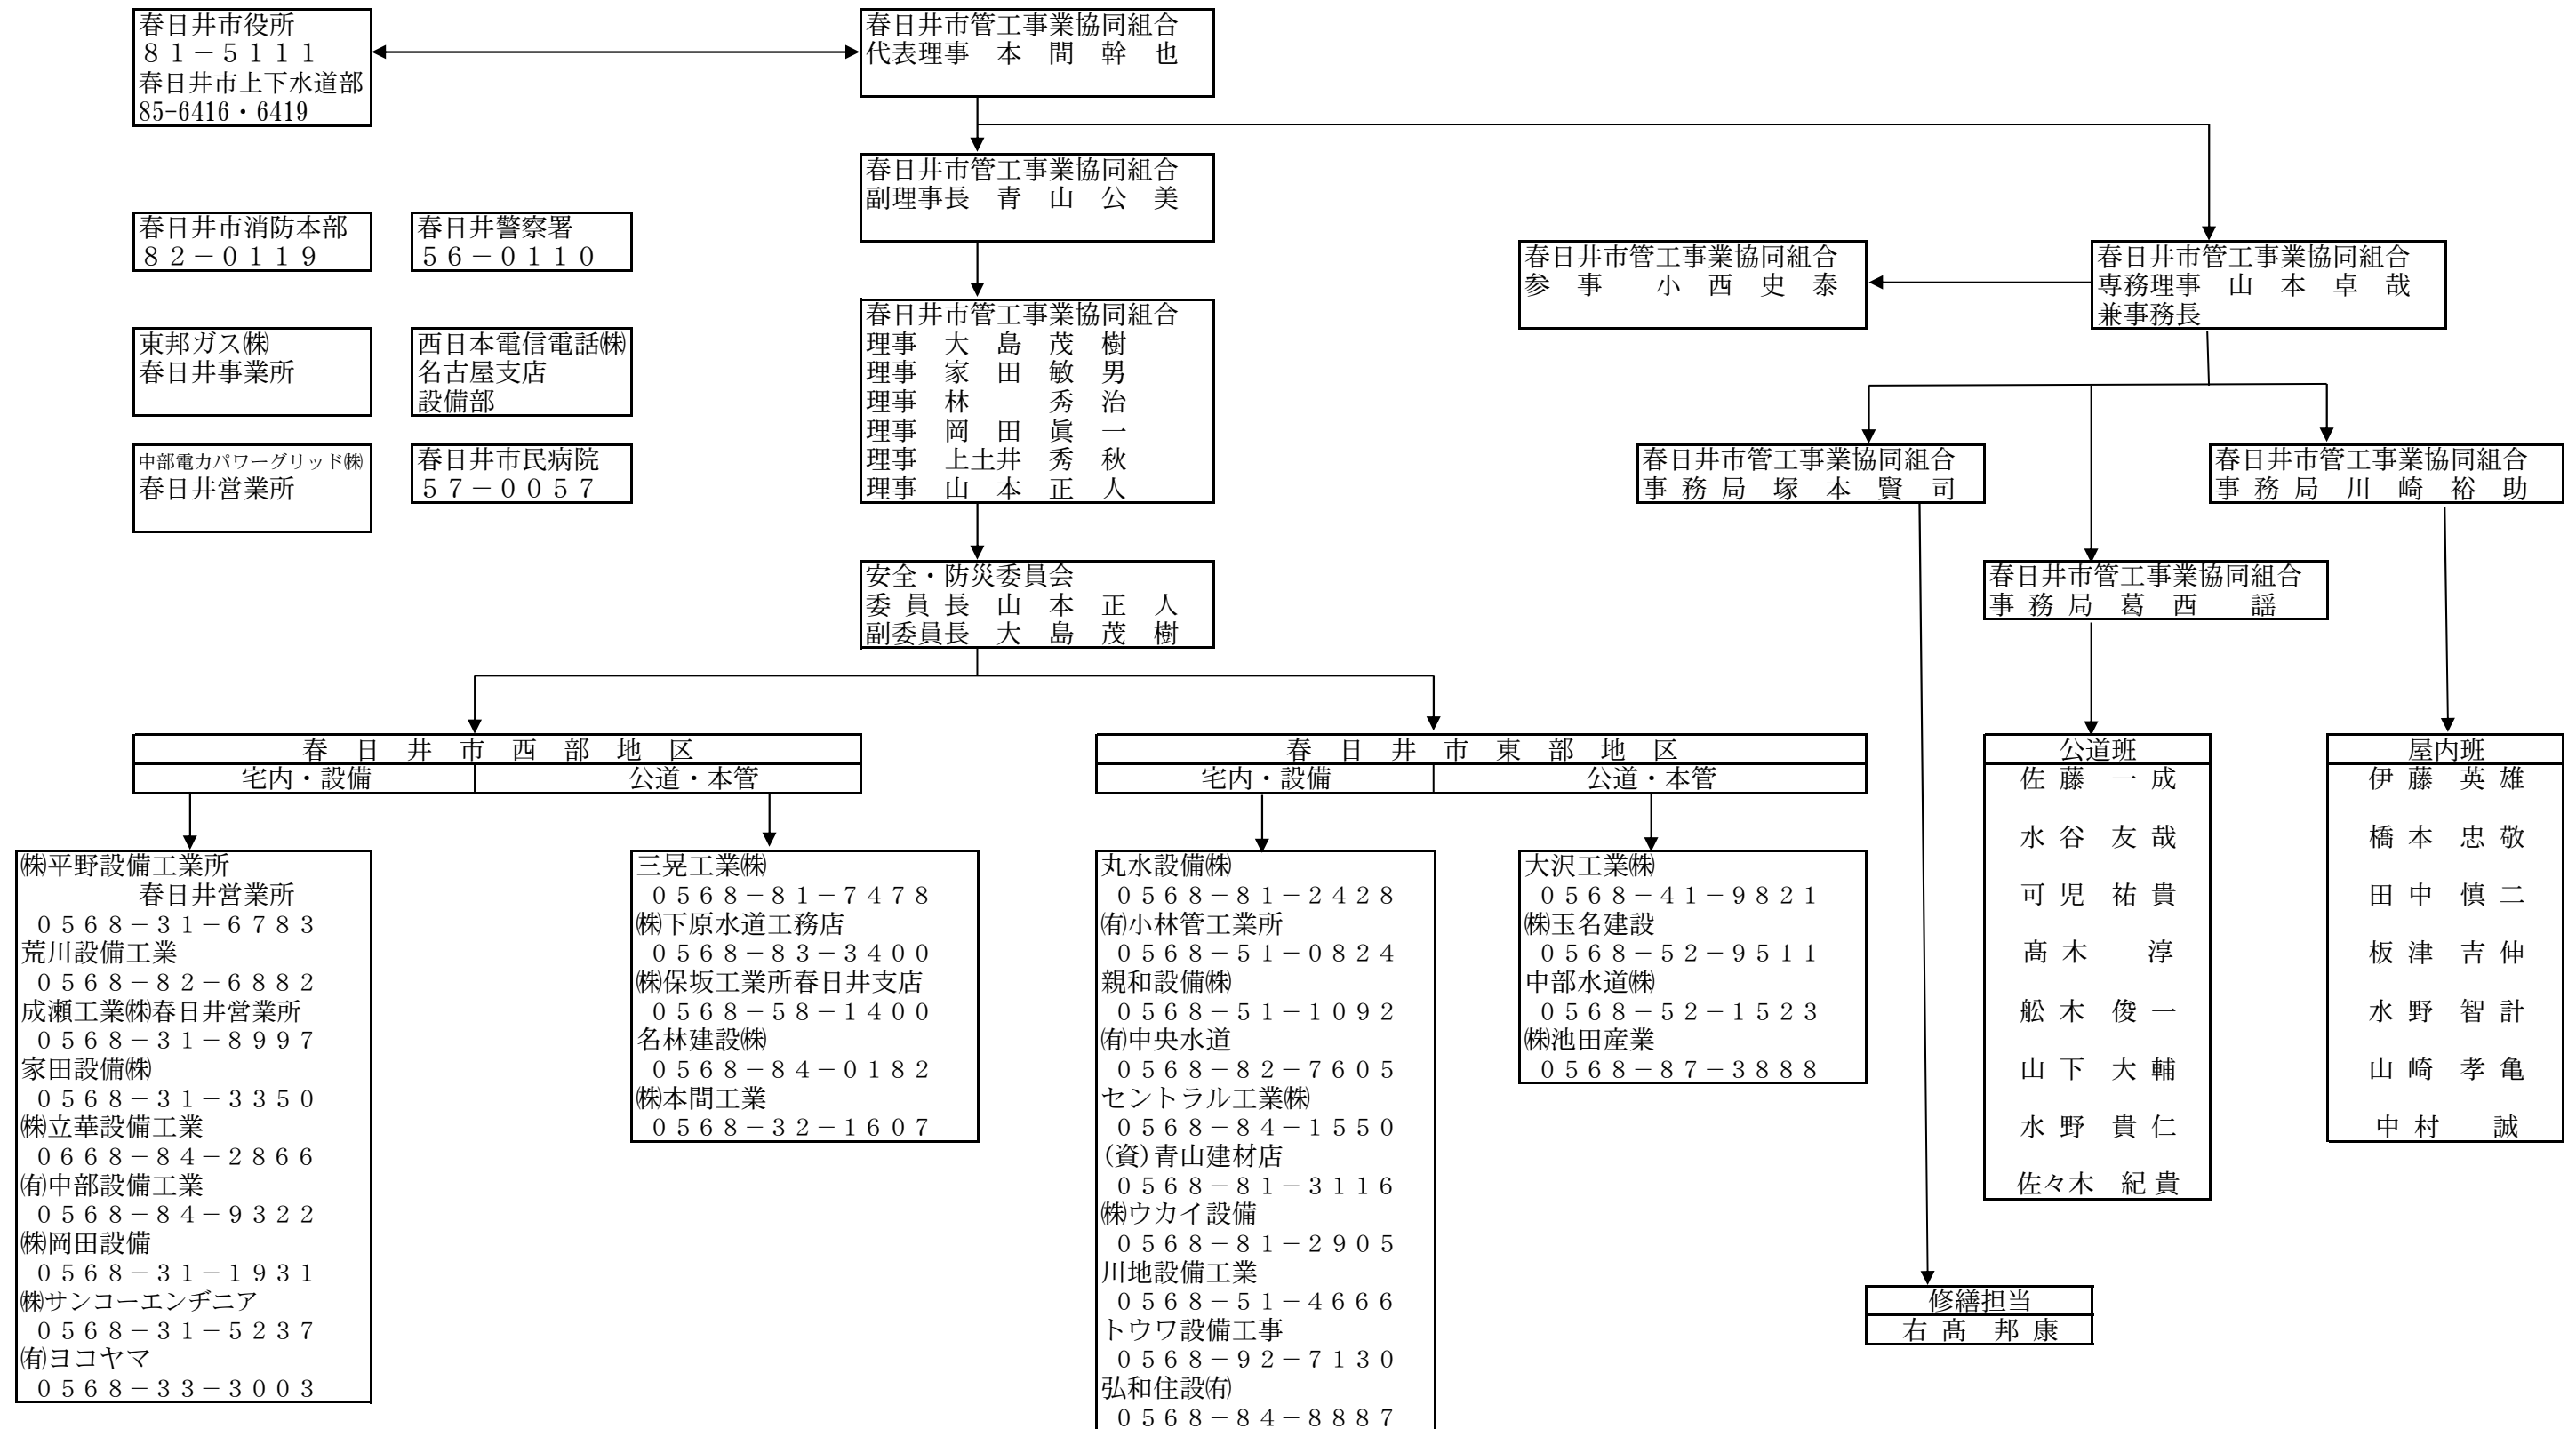 春日井市役所
８１－５１１１
春日井市上下水道部
85-6416・6419
春日井市管工事業協同組合
代表理事　本　間　幹　也
春日井市管工事業協同組合
副理事長　青　山　公　美
春日井市消防本部
８２－０１１９
春日井警察署
５６－０１１０
春日井市管工事業協同組合
参　事　　小　西　史　泰
春日井市管工事業協同組合
専務理事　山　本　卓　哉
兼事務長
春日井市管工事業協同組合
理事　大　島　茂　樹
理事　家　田　敏　男
理事　林　　　秀　治
理事　岡　田　眞　一
理事　上土井　秀　秋
理事　山　本　正　人
東邦ガス㈱
春日井事業所
西日本電信電話㈱
名古屋支店
設備部
中部電力パワーグリッド㈱
春日井営業所
春日井市民病院
５７－００５７
春日井市管工事業協同組合
事 務 局　塚　本　賢　司
春日井市管工事業協同組合
事 務 局　川　崎　裕　助
安全・防災委員会
委 員 長　山　本　正　人
副委員長　大　島　茂　樹
春日井市管工事業協同組合
事 務 局　葛　西　　謡
春　日　井　市　西　部　地　区
宅内・設備
公道・本管
春　日　井　市　東　部　地　区
宅内・設備
公道・本管
㈱平野設備工業所
春日井営業所
０５６８－３１－６７８３
荒川設備工業
０５６８－８２－６８８２
成瀬工業㈱春日井営業所
０５６８－３１－８９９７
家田設備㈱
０５６８－３１－３３５０
㈱立華設備工業
０６６８－８４－２８６６
㈲中部設備工業
０５６８－８４－９３２２
㈱岡田設備
０５６８－３１－１９３１
㈱サンコーエンヂニア
０５６８－３１－５２３７
㈲ヨコヤマ
０５６８－３３－３００３
三晃工業㈱
０５６８－８１－７４７８
㈱下原水道工務店
０５６８－８３－３４００
㈱保坂工業所春日井支店
０５６８－５８－１４００
名林建設㈱
０５６８－８４－０１８２
㈱本間工業
０５６８－３２－１６０７
丸水設備㈱
０５６８－８１－２４２８
㈲小林管工業所
０５６８－５１－０８２４
親和設備㈱
０５６８－５１－１０９２
㈲中央水道
０５６８－８２－７６０５
セントラル工業㈱
０５６８－８４－１５５０
(資)青山建材店
０５６８－８１－３１１６
㈱ウカイ設備
０５６８－８１－２９０５
川地設備工業
０５６８－５１－４６６６
トウワ設備工事
０５６８－９２－７１３０
弘和住設㈲
０５６８－８４－８８８７
大沢工業㈱
０５６８－４１－９８２１
㈱玉名建設
０５６８－５２－９５１１
中部水道㈱
０５６８－５２－１５２３
㈱池田産業
０５６８－８７－３８８８
公道班
佐 藤　一 成
水 谷　友 哉
可 児　祐 貴
髙 木　　淳
舩 木　俊 一
山 下　大 輔
水 野　貴 仁
佐々木　紀 貴
屋内班
伊 藤　英 雄
橋 本　忠 敬
田 中　慎 二
板 津　吉 伸
水 野　智 計
山 崎　孝 亀
中 村　　誠
修繕担当
右 髙　邦 康